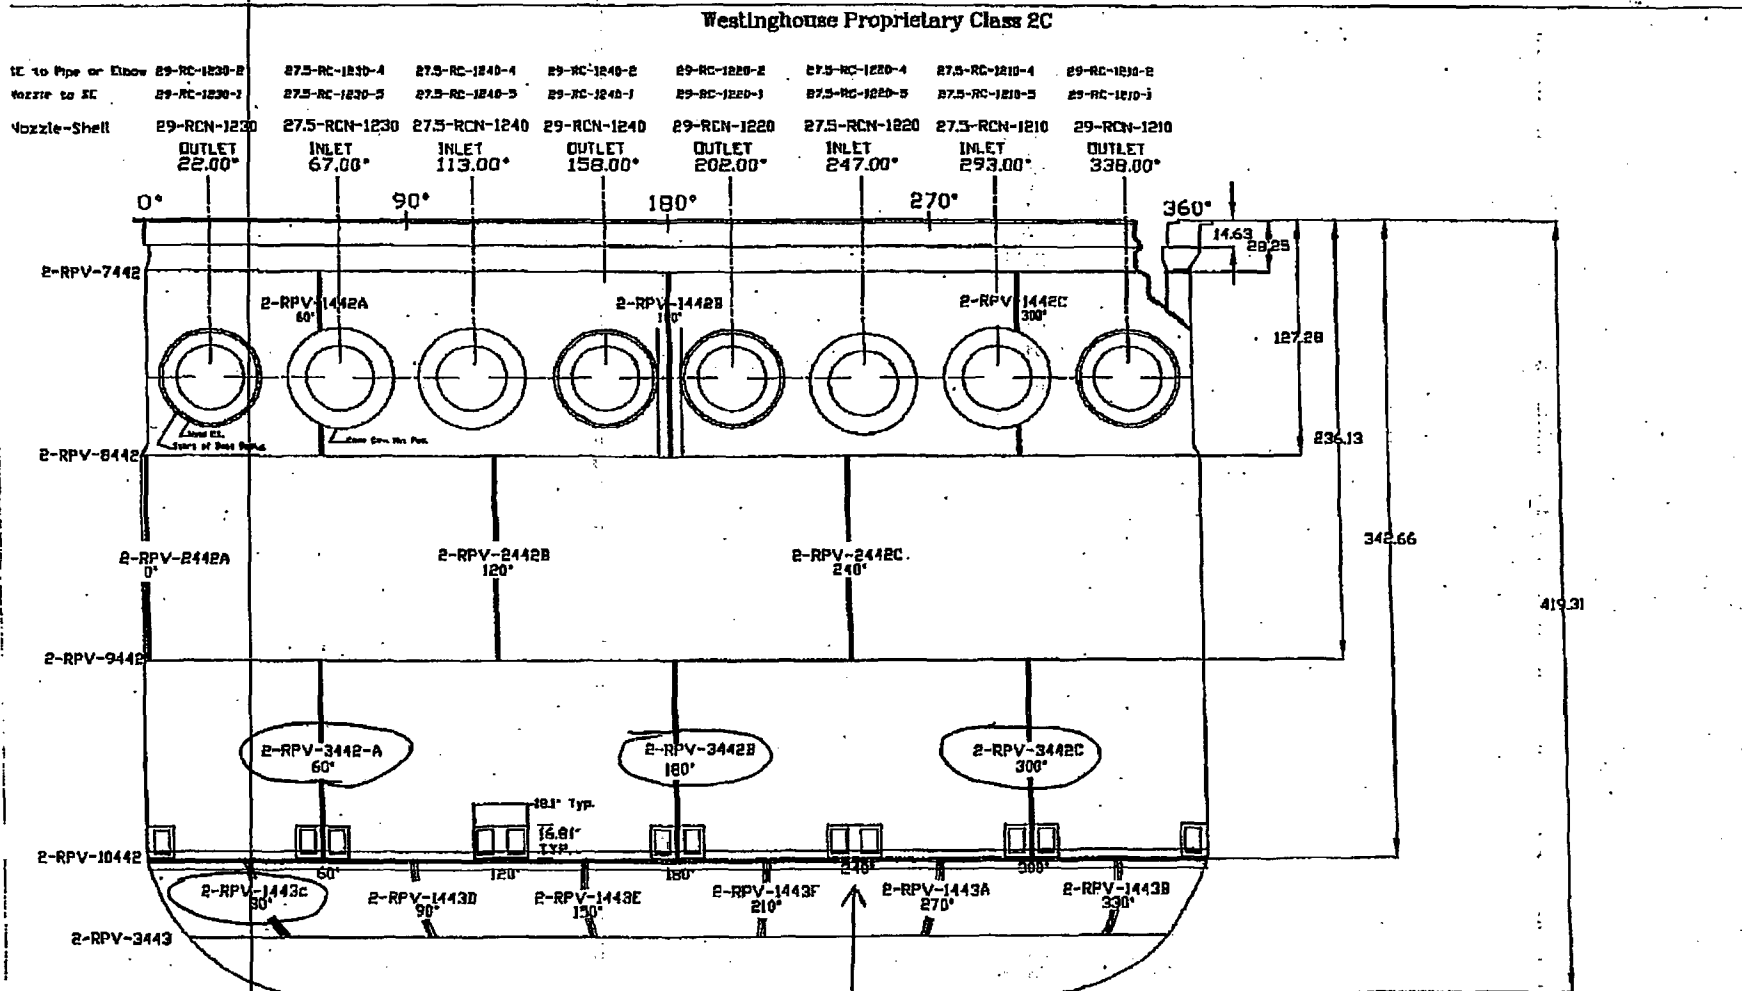 Westinghouse Proprietary Class 2C
SE to Pipe or Elbow 29-RC-1230-2 27.5-RC-1230-4 27.5-RC-1240-4 29-RC-1240-2 29-RC-1220-2 27.5-RC-1220-4 27.5-RC-1210-4 29-RC-1210-2
Nozzle to SE 29-RC-1230-1 27.5-RC-1230-5 27.5-RC-1240-5 29-RC-1240-1 29-RC-1220-1 27.5-RC-1220-5 27.5-RC-1210-5 29-RC-1210-1
Nozzle-Shell 29-RCN-1230 27.5-RCN-1230 27.5-RCN-1240 29-RCN-1240 29-RCN-1220 27.5-RCN-1220 27.5-RCN-1210 29-RCN-1210
OUTLET INLET INLET OUTLET OUTLET INLET INLET OUTLET
22.00° 67.00° 113.00° 158.00° 202.00° 247.00° 293.00° 338.00°
0° 90° 180° 270° 360°
14.63
28.25
2-RPV-7442
2-RPV-1442A 2-RPV-1442B 2-RPV-1442C
60° 180° 300°
127.28
236.13
2-RPV-8442
342.66
2-RPV-2442A 2-RPV-2442B 2-RPV-2442C
0° 120° 240°
419.31
2-RPV-9442
2-RPV-3442-A 2-RPV-3442B 2-RPV-3442C
60° 180° 300°
18.1° Typ.
16.81"
TYP.
2-RPV-10442
60° 120° 180° 240° 300°
2-RPV-1443C 2-RPV-1443D 2-RPV-1443E 2-RPV-1443F 2-RPV-1443A 2-RPV-1443B
30° 90° 150° 210° 270° 330°
2-RPV-3443